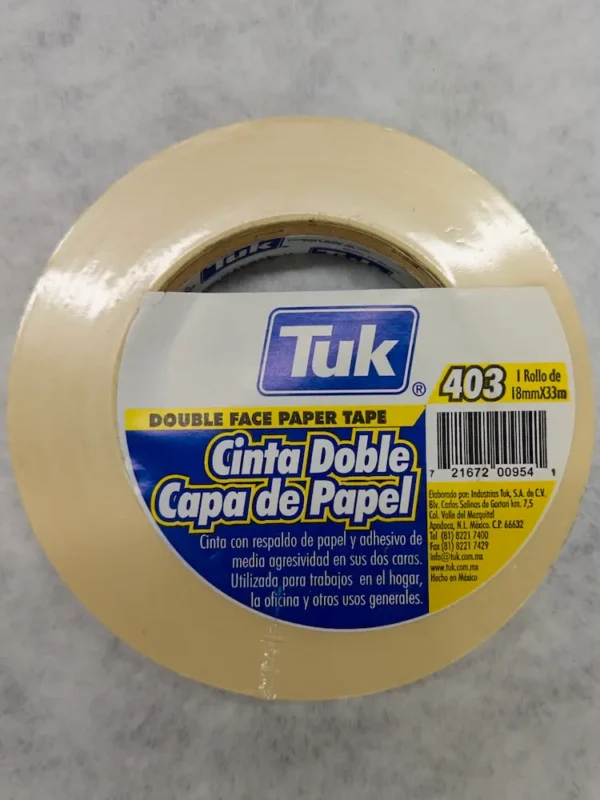 Tuk
Tuk
®
403
1 Rollo de
18mmX33m
DOUBLE FACE PAPER TAPE
Cinta Doble
Capa de Papel
Cinta con respaldo de papel y adhesivo de
media agresividad en sus dos caras.
Utilizada para trabajos en el hogar,
la oficina y otros usos generales.
7 21672 00954 1
Elaborado por: Industrias Tuk, S.A. de C.V.
Blv. Carlos Salinas de Gortari km. 7,5
Col. Valle del Mezquital
Apodaca, N.L. México. C.P. 66632
Tel (81) 8221 7400
Fax (81) 8221 7429
info@tuk.com.mx
www.tuk.com.mx
Hecho en México